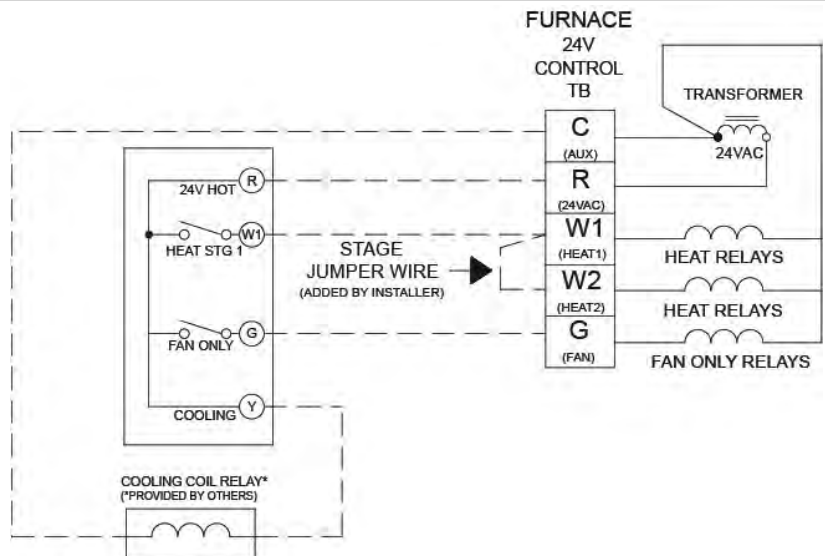 FURNACE
24V
CONTROL
TB
TRANSFORMER
24VAC
C
(AUX)
R
(24VAC)
W1
(HEAT1)
W2
(HEAT2)
G
(FAN)
HEAT RELAYS
HEAT RELAYS
FAN ONLY RELAYS
STAGE
JUMPER WIRE
(ADDED BY INSTALLER)
24V HOT R
HEAT STG 1 W1
FAN ONLY G
COOLING Y
COOLING COIL RELAY*
(*PROVIDED BY OTHERS)